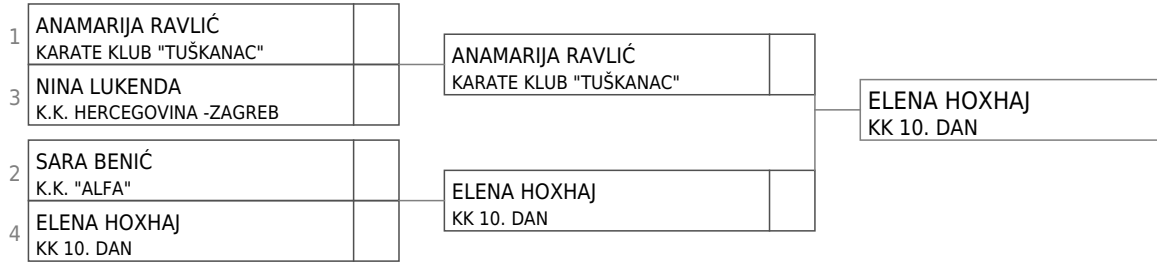 1
ANAMARIJA RAVLIĆ
KARATE KLUB "TUŠKANAC"
3
NINA LUKENDA
K.K. HERCEGOVINA -ZAGREB
2
SARA BENIĆ
K.K. "ALFA"
4
ELENA HOXHAJ
KK 10. DAN
ANAMARIJA RAVLIĆ
KARATE KLUB "TUŠKANAC"
ELENA HOXHAJ
KK 10. DAN
ELENA HOXHAJ
KK 10. DAN